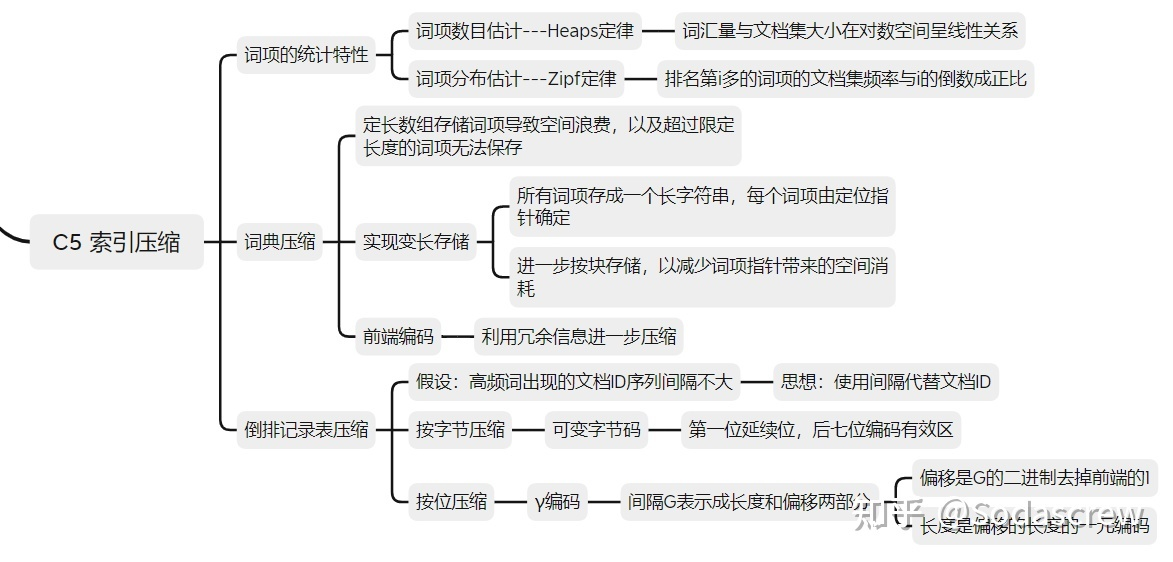 C5 索引压缩
词项的统计特性
词项数目估计---Heaps定律
词汇量与文档集大小在对数空间呈线性关系
词项分布估计---Zipf定律
排名第i多的词项的文档集频率与i的倒数成正比
词典压缩
定长数组存储词项导致空间浪费，以及超过限定
长度的词项无法保存
实现变长存储
所有词项存成一个长字符串，每个词项由定位指
针确定
进一步按块存储，以减少词项指针带来的空间消
耗
前端编码
利用冗余信息进一步压缩
倒排记录表压缩
假设：高频词出现的文档ID序列间隔不大
思想：使用间隔代替文档ID
按字节压缩
可变字节码
第一位延续位，后七位编码有效区
按位压缩
γ编码
间隔G表示成长度和偏移两部分
偏移是G的二进制去掉前端的1
长度是偏移的长度的一元编码
知乎 @Sodascrew